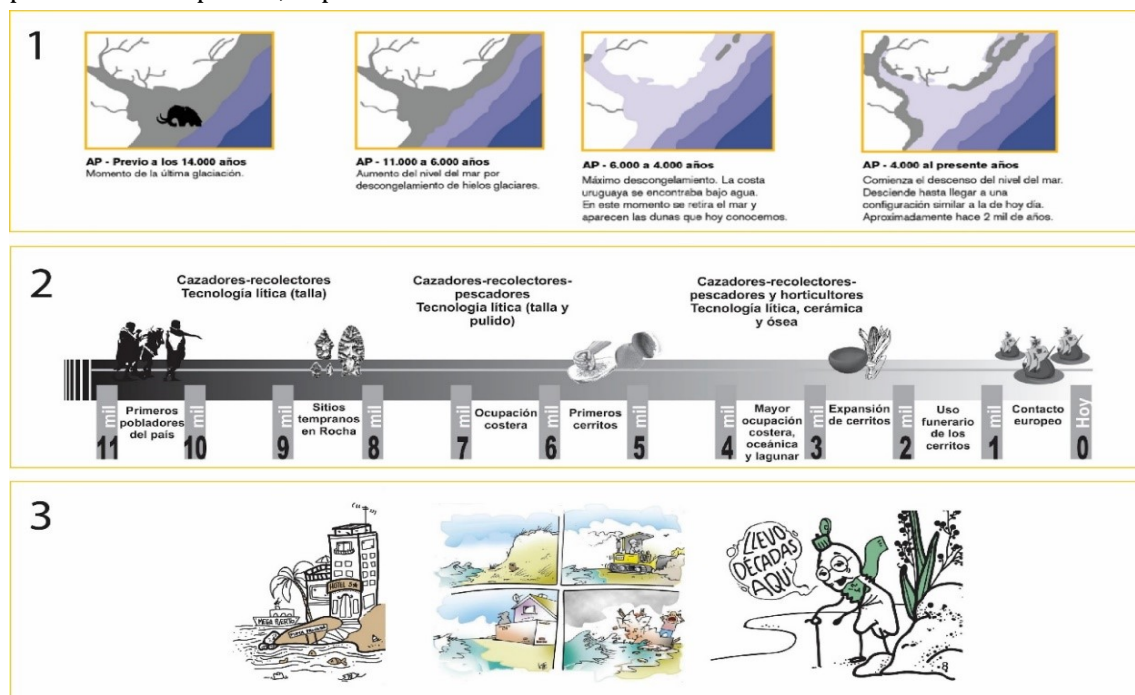 1
AP - Previo a los 14.000 años
Momento de la última glaciación.
AP - 11.000 a 6.000 años
Aumento del nivel del mar por
descongelamiento de hielos glaciares.
AP - 6.000 a 4.000 años
Máximo descongelamiento. La costa
uruguaya se encontraba bajo agua.
En este momento se retira el mar y
aparecen las dunas que hoy conocemos.
AP - 4.000 al presente años
Comienza el descenso del nivel del mar.
Desciende hasta llegar a una
configuración similar a la de hoy día.
Aproximadamente hace 2 mil de años.
2
Cazadores-recolectores
Tecnología lítica (talla)
Cazadores-recolectores-
pescadores
Tecnología lítica (talla y
pulido)
Cazadores-recolectores-
pescadores y horticultores
Tecnología lítica, cerámica
y ósea
11 mil
Primeros
pobladores
del país
10 mil
9 mil
Sitios
tempranos
en Rocha
8 mil
7 mil
Ocupación
costera
6 mil
Primeros
cerritos
5 mil
4 mil
Mayor
ocupación
costera,
oceánica
y lagunar
3 mil
Expansión
de cerritos
2 mil
Uso
funerario
de los
cerritos
1 mil
Contacto
europeo
0 Hoy
3
HOTEL 5★
MEGA PUERTO
LLEVO
DÉCADAS
AQUÍ